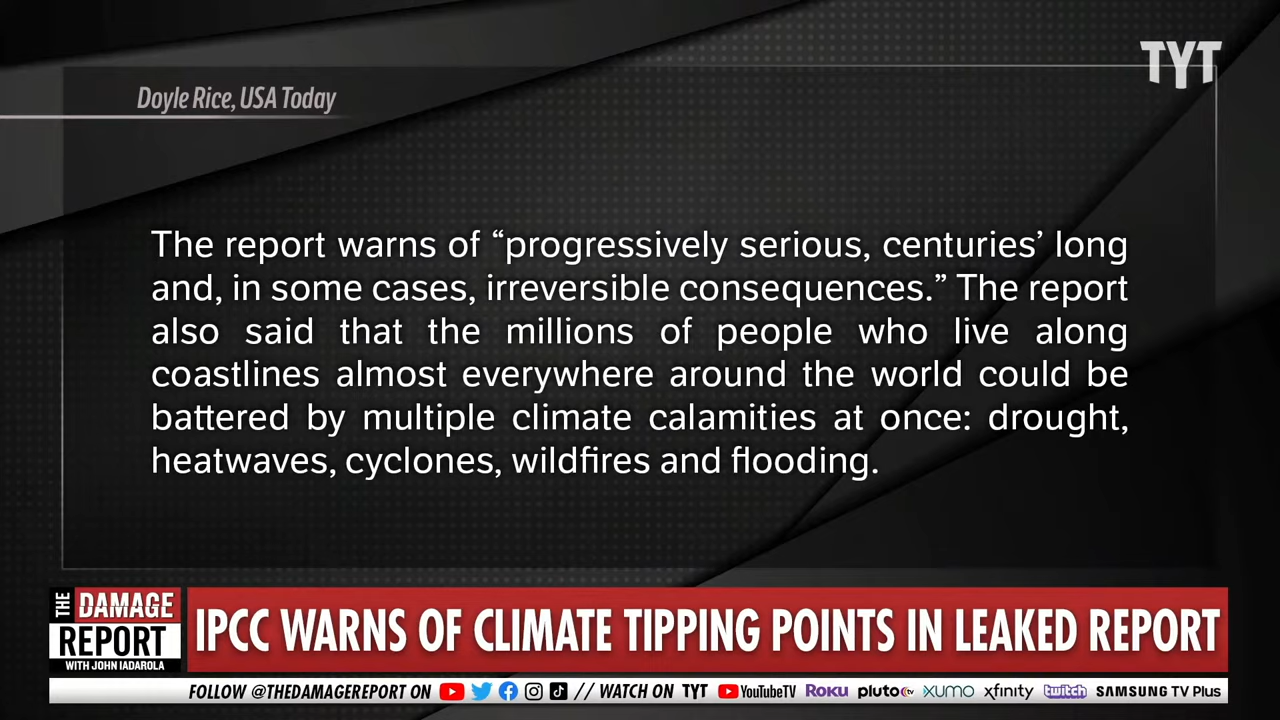 TYT
Doyle Rice, USA Today
The report warns of “progressively serious, centuries’ long
and, in some cases, irreversible consequences.” The report
also said that the millions of people who live along
coastlines almost everywhere around the world could be
battered by multiple climate calamities at once: drought,
heatwaves, cyclones, wildfires and flooding.
THE DAMAGE REPORT
WITH JOHN IADAROLA
IPCC WARNS OF CLIMATE TIPPING POINTS IN LEAKED REPORT
FOLLOW @THEDAMAGEREPORT ON // WATCH ON TYT YouTubeTV Roku pluto tv XUMO xfinity twitch SAMSUNG TV Plus